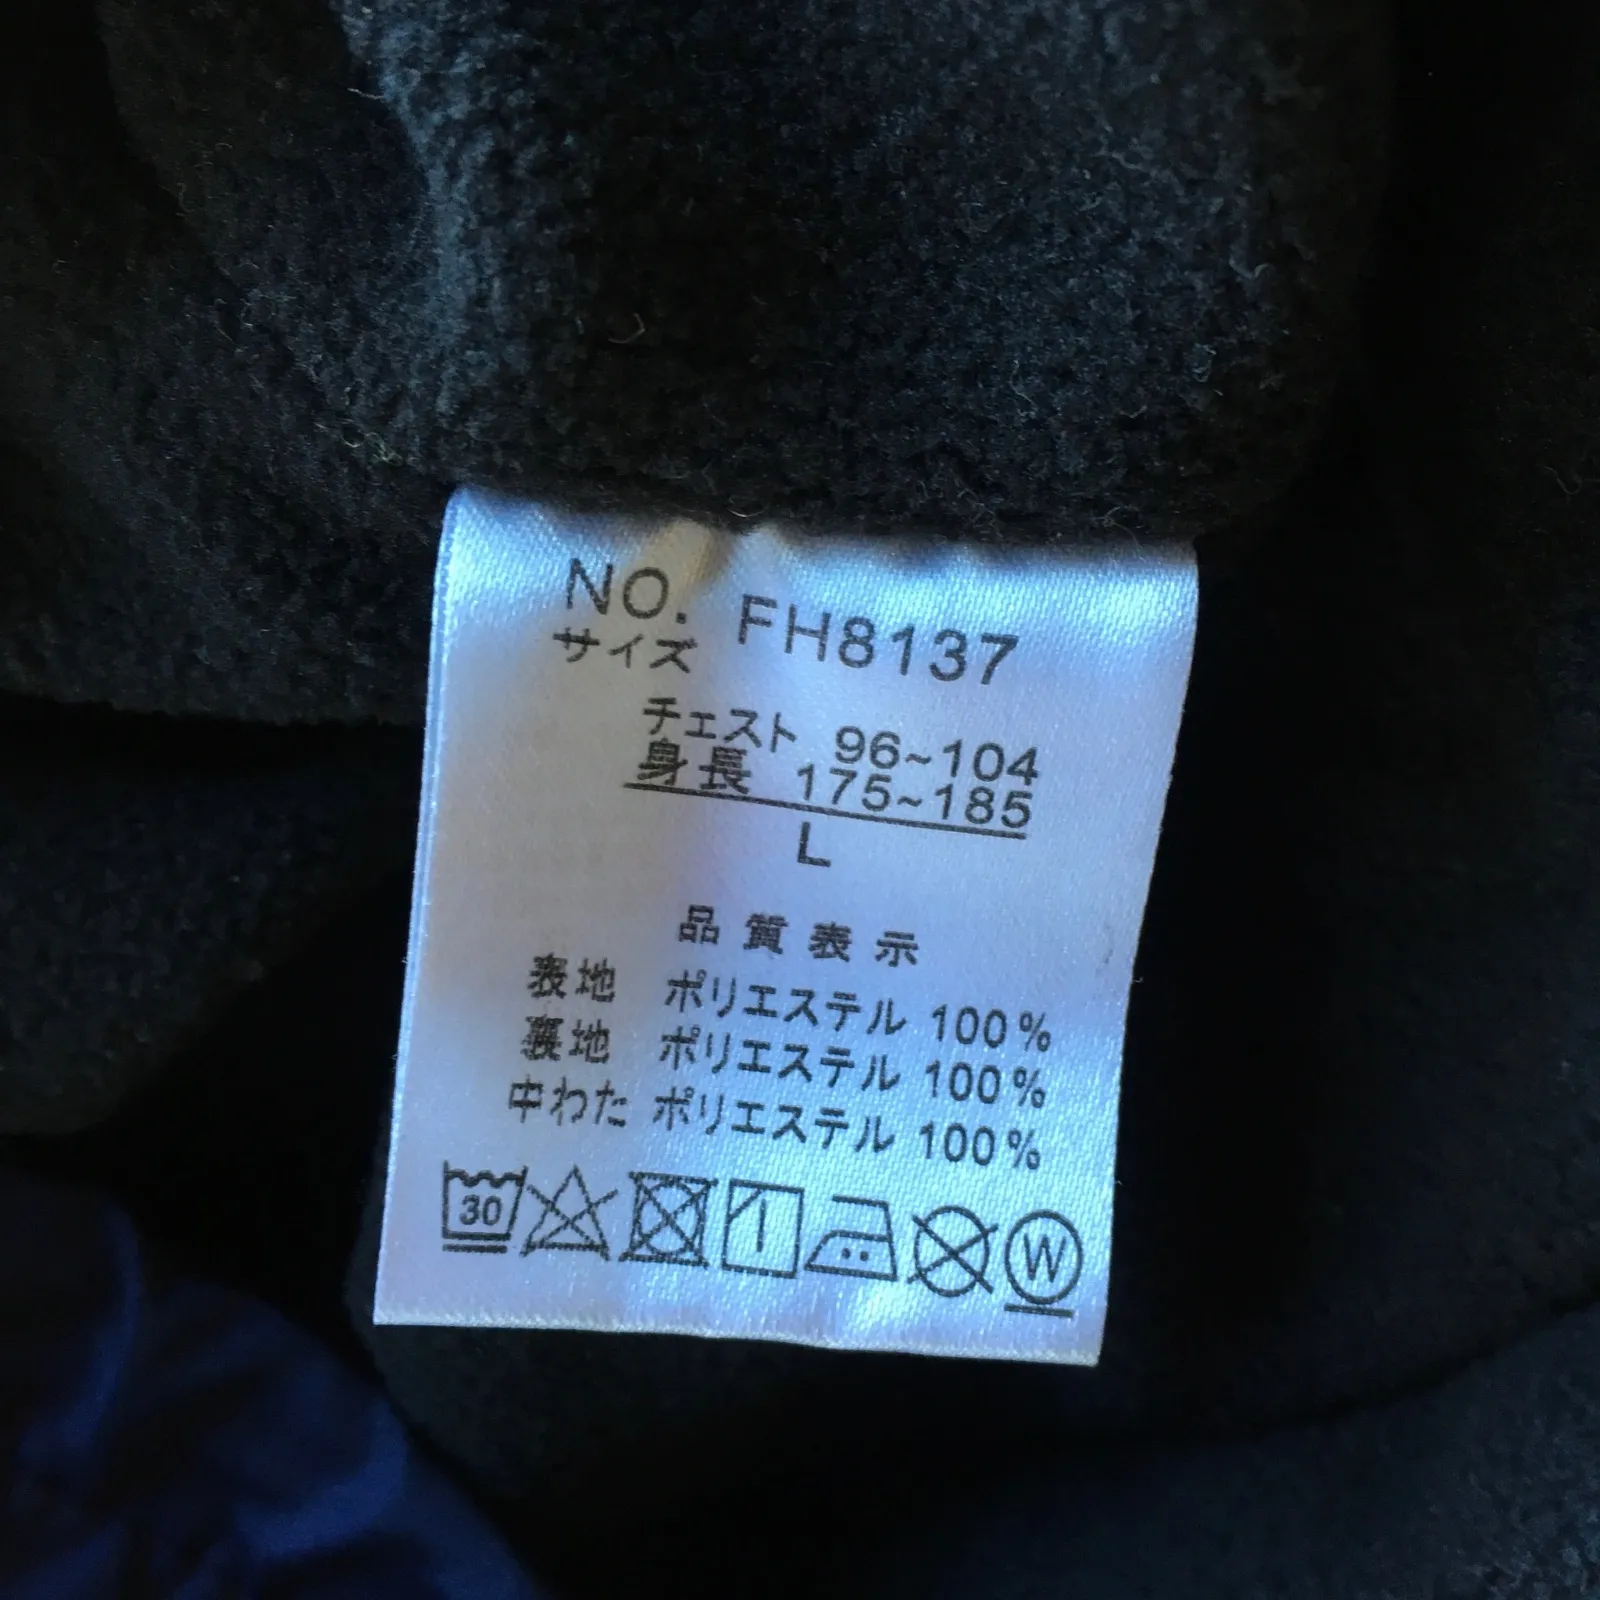 NO. FH8137
サイズ
チェスト 96~104
身長 175~185
L
品質表示
表地 ポリエステル 100%
裏地 ポリエステル 100%
中わた ポリエステル 100%
30
W